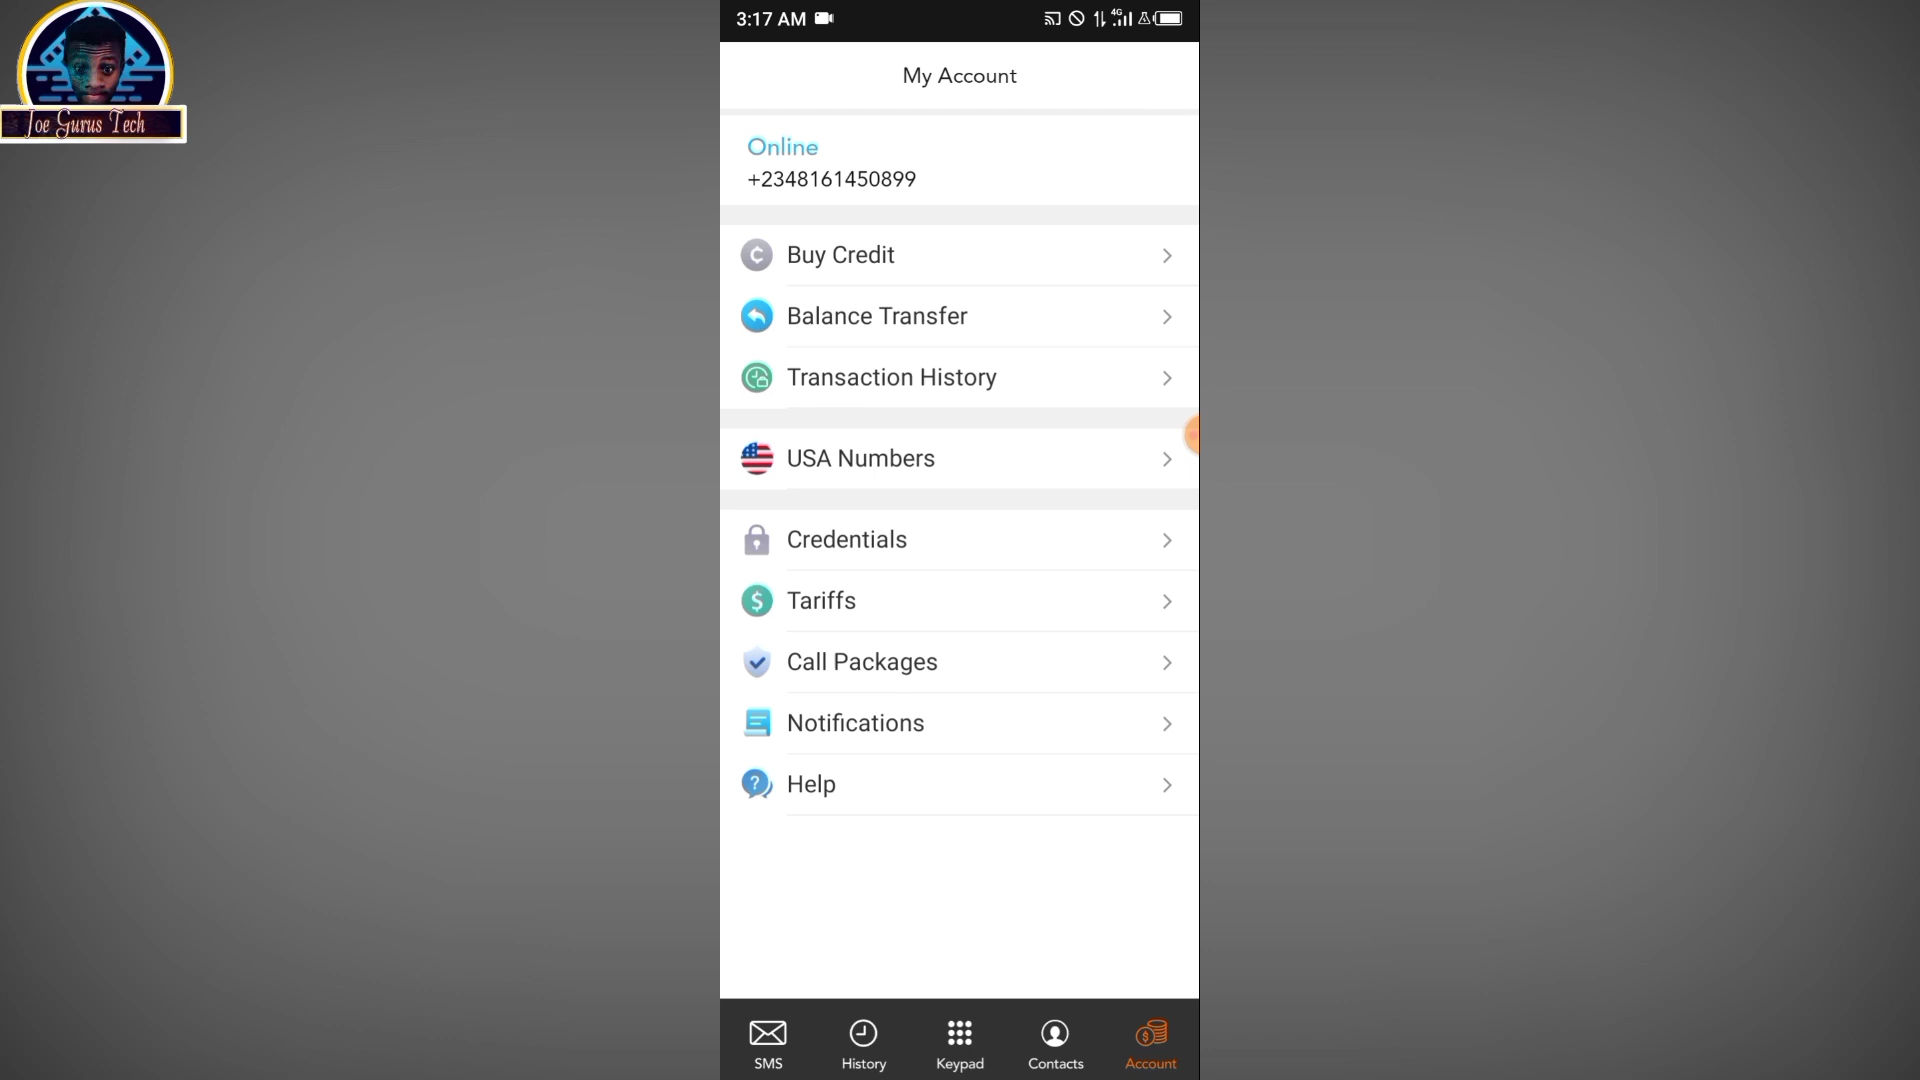 Joe Gurus Tech
3:17 AM
4G
My Account
Online
+2348161450899
Buy Credit
Balance Transfer
Transaction History
USA Numbers
Credentials
Tariffs
Call Packages
Notifications
Help
SMS
History
Keypad
Contacts
Account